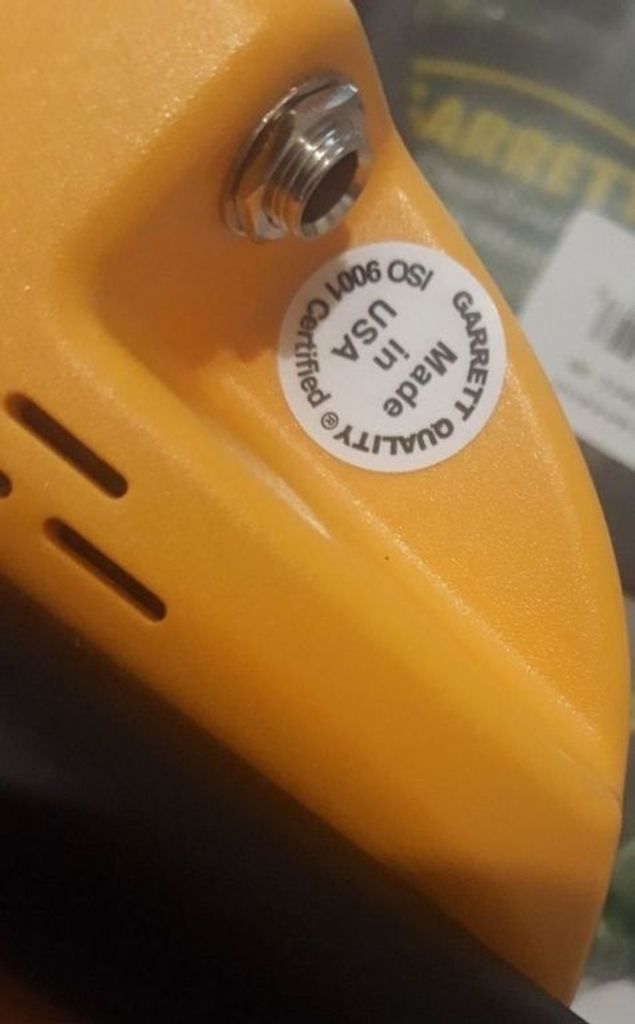 GARRETT QUALITY®
ISO 9001 Certified
Made
in
USA
GARRETT